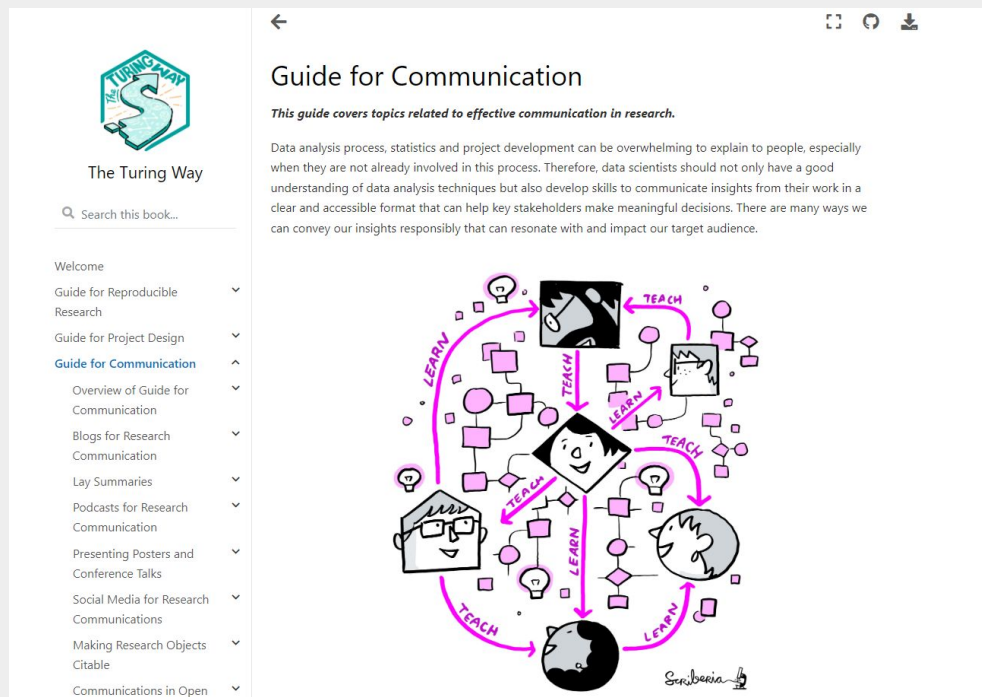 THE TURING WAY
The Turing Way
Search this book...
Welcome
Guide for Reproducible
Research
Guide for Project Design
Guide for Communication
Overview of Guide for
Communication
Blogs for Research
Communication
Lay Summaries
Podcasts for Research
Communication
Presenting Posters and
Conference Talks
Social Media for Research
Communications
Making Research Objects
Citable
Communications in Open
Guide for Communication
This guide covers topics related to effective communication in research.
Data analysis process, statistics and project development can be overwhelming to explain to people, especially
when they are not already involved in this process. Therefore, data scientists should not only have a good
understanding of data analysis techniques but also develop skills to communicate insights from their work in a
clear and accessible format that can help key stakeholders make meaningful decisions. There are many ways we
can convey our insights responsibly that can resonate with and impact our target audience.
TEACH
LEARN
TEACH
LEARN
TEACH
TEACH
LEARN
TEACH
LEARN
Scriberia